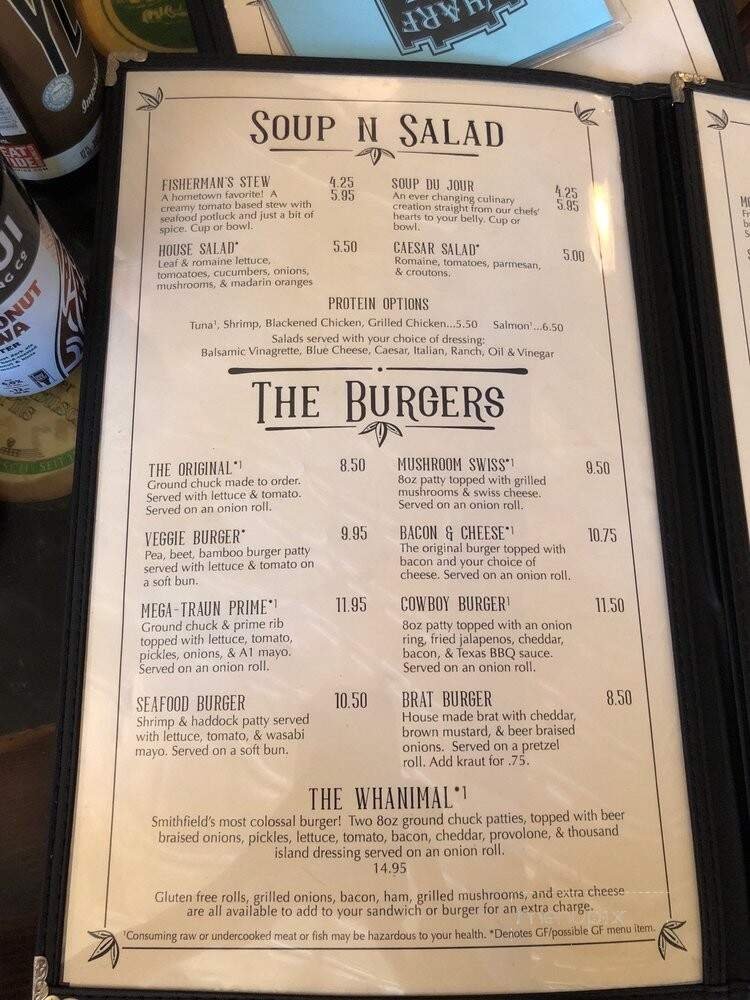 WHARF
SOUP N SALAD
FISHERMAN'S STEW 4.25
A hometown favorite! A 5.95
creamy tomato based stew with
seafood potluck and just a bit of
spice. Cup or bowl.
SOUP DU JOUR 4.25
An ever changing culinary 5.95
creation straight from our chefs'
hearts to your belly. Cup or
bowl.
HOUSE SALAD* 5.50
Leaf & romaine lettuce,
tomoatoes, cucumbers, onions,
mushrooms, & madarin oranges
CAESAR SALAD* 5.00
Romaine, tomatoes, parmesan,
& croutons.
PROTEIN OPTIONS
Tuna¹, Shrimp, Blackened Chicken, Grilled Chicken...5.50 Salmon¹...6.50
Salads served with your choice of dressing:
Balsamic Vinagrette, Blue Cheese, Caesar, Italian, Ranch, Oil & Vinegar
THE BURGERS
THE ORIGINAL*¹ 8.50
Ground chuck made to order.
Served with lettuce & tomato.
Served on an onion roll.
MUSHROOM SWISS*¹ 9.50
8oz patty topped with grilled
mushrooms & swiss cheese.
Served on an onion roll.
VEGGIE BURGER* 9.95
Pea, beet, bamboo burger patty
served with lettuce & tomato on
a soft bun.
BACON & CHEESE*¹ 10.75
The original burger topped with
bacon and your choice of
cheese. Served on an onion roll.
MEGA-TRAUN PRIME*¹ 11.95
Ground chuck & prime rib
topped with lettuce, tomato,
pickles, onions, & A1 mayo.
Served on an onion roll.
COWBOY BURGER¹ 11.50
8oz patty topped with an onion
ring, fried jalapenos, cheddar,
bacon, & Texas BBQ sauce.
Served on an onion roll.
SEAFOOD BURGER 10.50
Shrimp & haddock patty served
with lettuce, tomato, & wasabi
mayo. Served on a soft bun.
BRAT BURGER 8.50
House made brat with cheddar,
brown mustard, & beer braised
onions. Served on a pretzel
roll. Add kraut for .75.
THE WHANIMAL*¹
Smithfield's most colossal burger! Two 8oz ground chuck patties, topped with beer
braised onions, pickles, lettuce, tomato, bacon, cheddar, provolone, & thousand
island dressing served on an onion roll.
14.95
Gluten free rolls, grilled onions, bacon, ham, grilled mushrooms, and extra cheese
are all available to add to your sandwich or burger for an extra charge.
¹Consuming raw or undercooked meat or fish may be hazardous to your health. *Denotes GF/possible GF menu item.